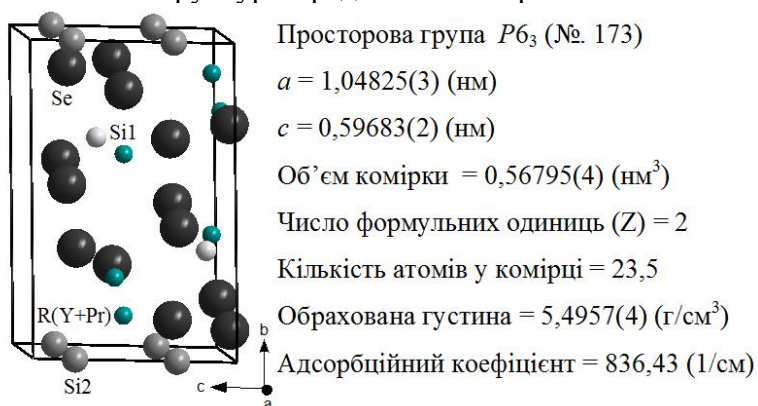 Просторова група P6₃ (№. 173)
a = 1,04825(3) (нм)
c = 0,59683(2) (нм)
Об’єм комірки = 0,56795(4) (нм³)
Число формульних одиниць (Z) = 2
Кількість атомів у комірці = 23,5
Обрахована густина = 5,4957(4) (г/см³)
Адсорбційний коефіцієнт = 836,43 (1/см)
Se
Si1
R(Y+Pr)
Si2
b
c
a